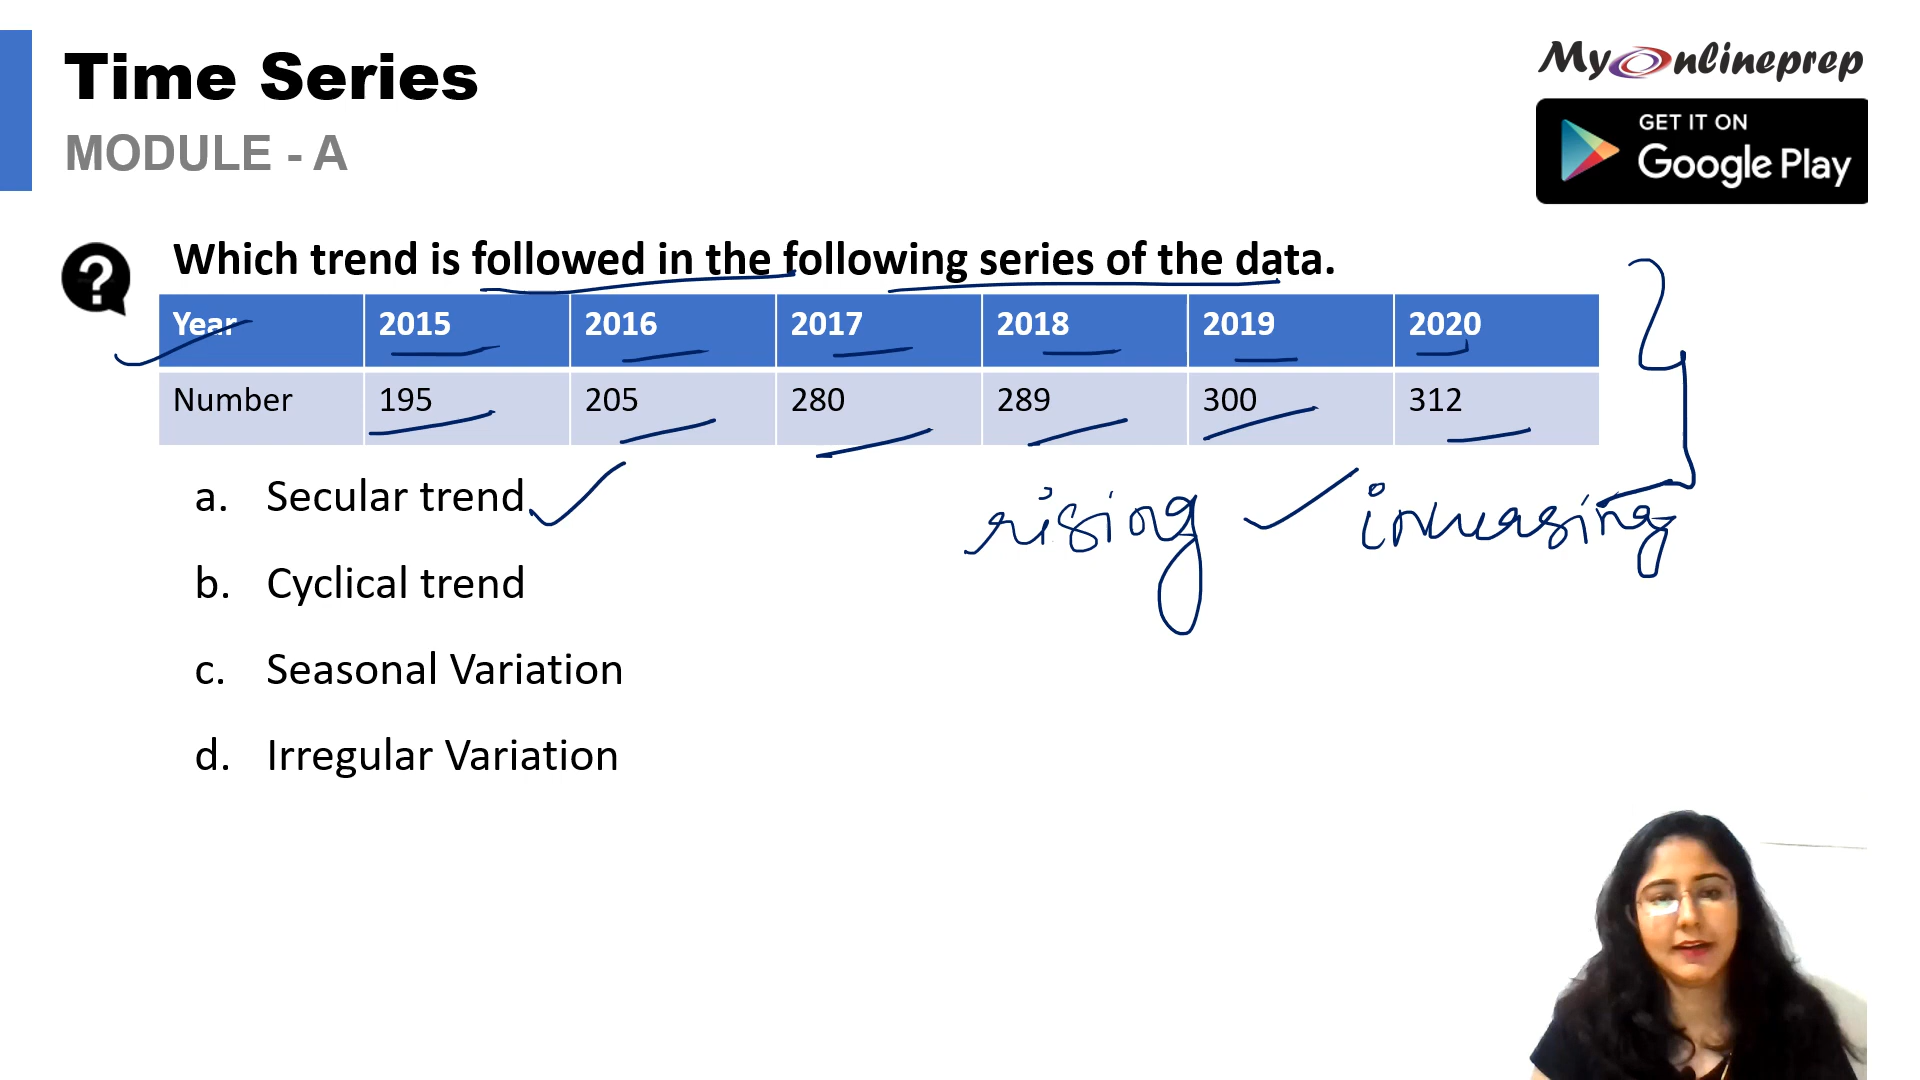 Time Series
MODULE - A
MyOnlineprep
GET IT ON
Google Play
Which trend is followed in the following series of the data.
Year 2015 2016 2017 2018 2019 2020
Number 195 205 280 289 300 312
a. Secular trend
rising increasing
b. Cyclical trend
c. Seasonal Variation
d. Irregular Variation